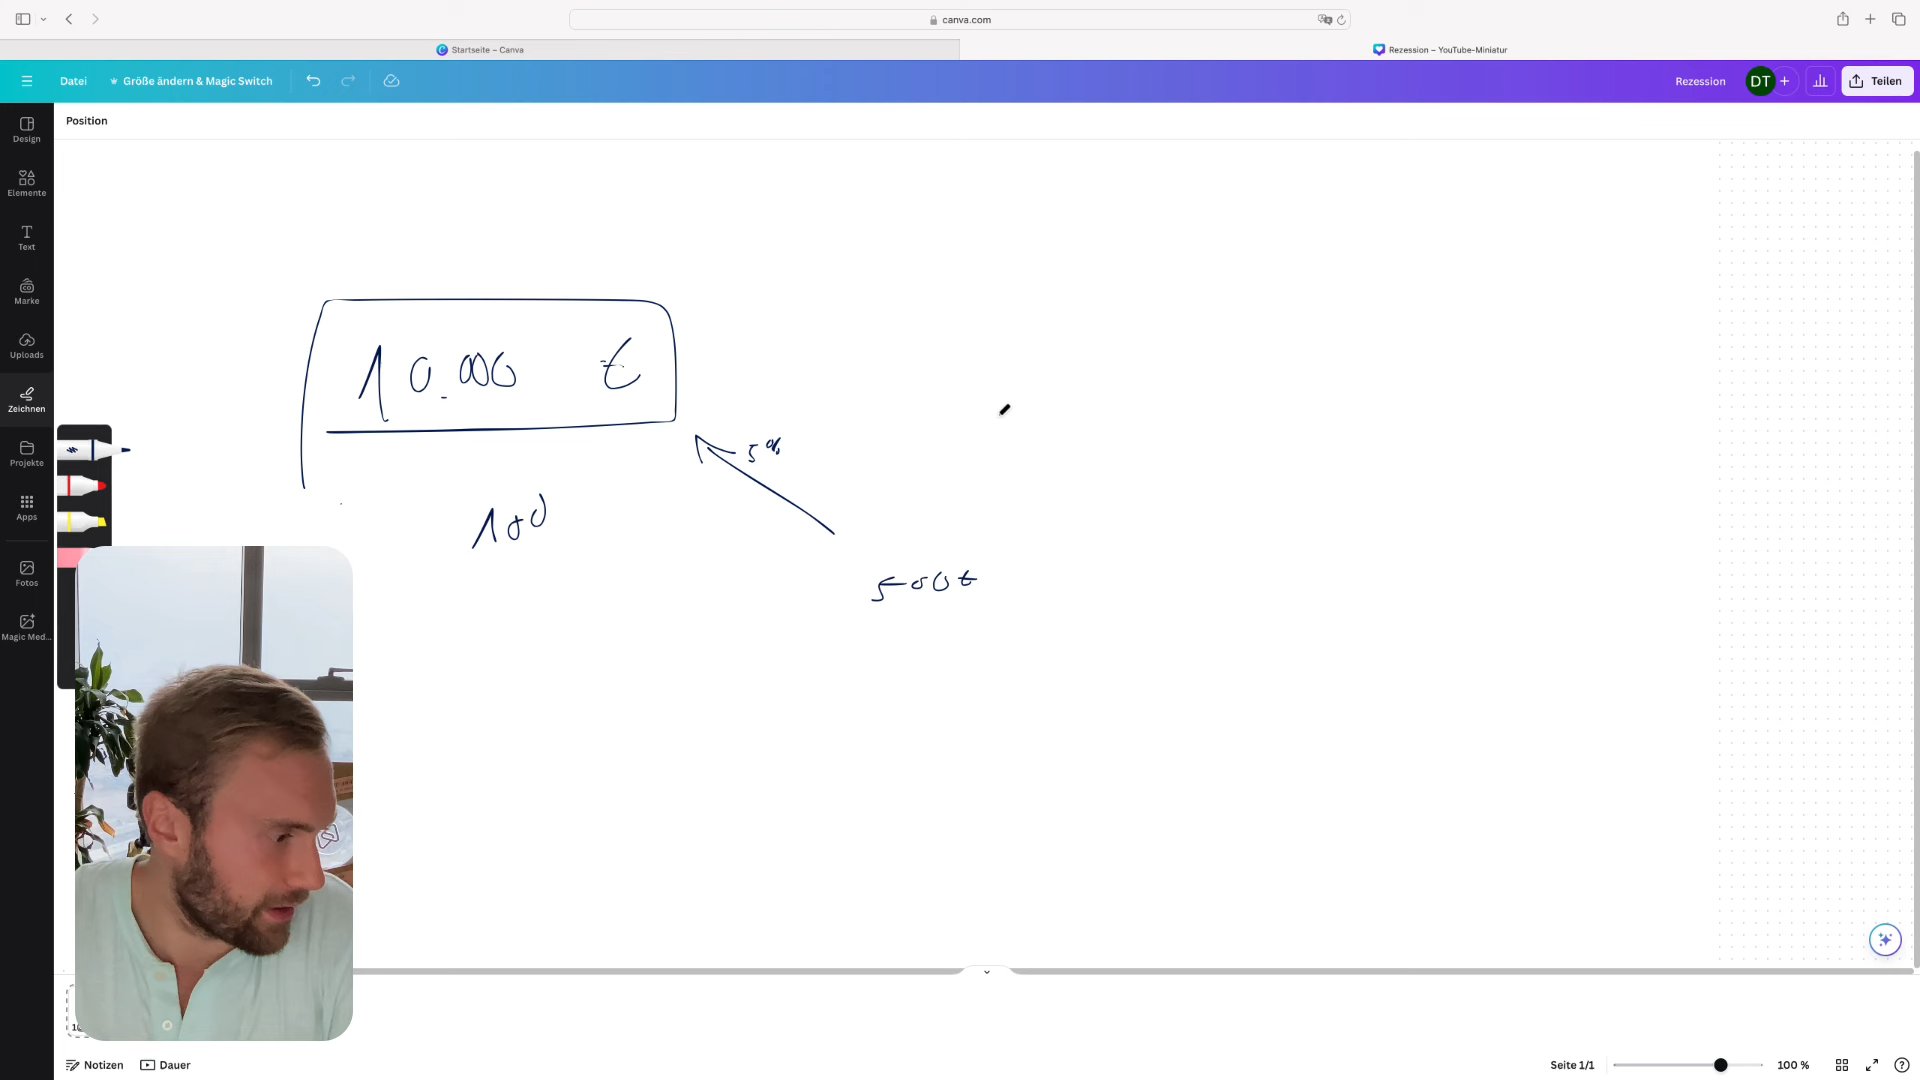 canva.com
Startseite – Canva
Rezession – YouTube-Miniatur
Datei
Größe ändern & Magic Switch
Rezession
DT
Teilen
Position
Design
Elemente
Text
Marke
Uploads
Zeichnen
Projekte
Apps
Fotos
Magic Med...
10.000 €
5%
100
500€
Notizen
Dauer
Seite 1/1
100 %